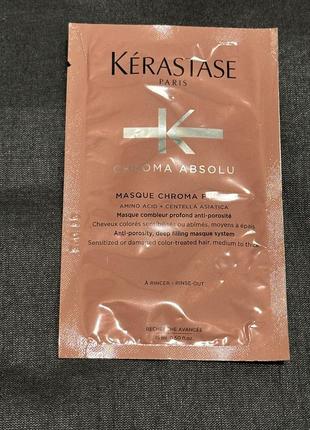 KÉRASTASE
PARIS
CHROMA ABSOLU
MASQUE CHROMA
AMINO ACID + CENTELLA ASIATICA
Masque combleur profond anti-porosité
Cheveux colorés sensibilisés ou abîmés, moyens à épais
Anti-porosity, deep filling masque system
Sensitized or damaged color-treated hair, medium to
À RINCER - RINSE-OUT
RECHERCHE AVANCÉE